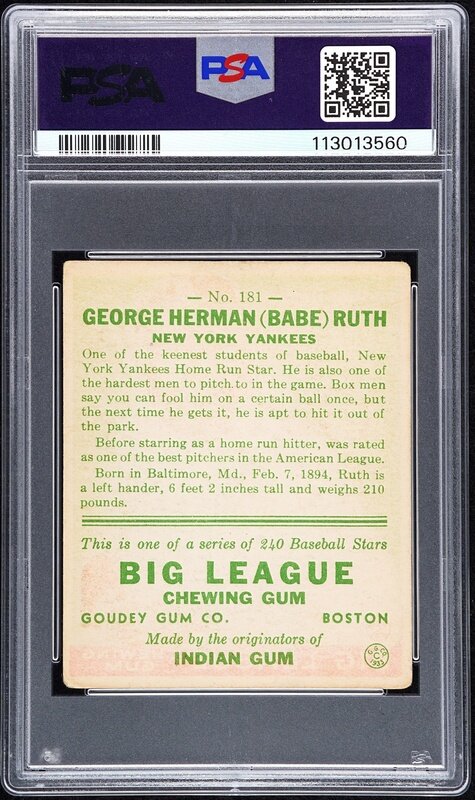 PSA
PSA
113013560
— No. 181 —
GEORGE HERMAN (BABE) RUTH
NEW YORK YANKEES
One of the keenest students of baseball, New
York Yankees Home Run Star. He is also one of
the hardest men to pitch to in the game. Box men
say you can fool him on a certain ball once, but
the next time he gets it, he is apt to hit it out of
the park.
Before starring as a home run hitter, was rated
as one of the best pitchers in the American League.
Born in Baltimore, Md., Feb. 7, 1894, Ruth is
a left hander, 6 feet 2 inches tall and weighs 210
pounds.
This is one of a series of 240 Baseball Stars
BIG LEAGUE
CHEWING GUM
GOUDEY GUM CO. BOSTON
Made by the originators of
INDIAN GUM
G. G. CO.
C
1933
PSA